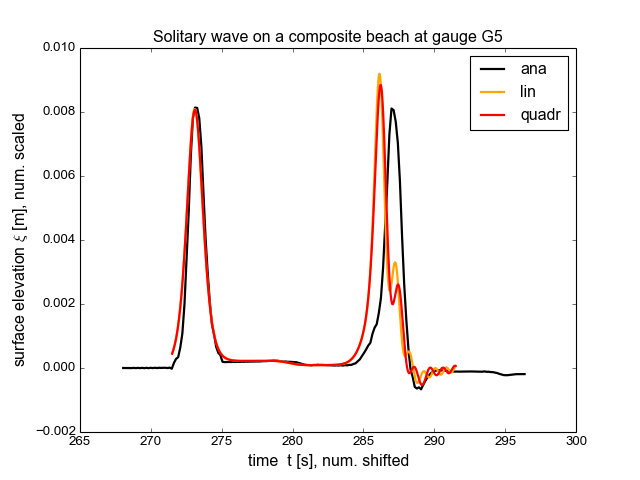 Solitary wave on a composite beach at gauge G5
0.010
0.008
0.006
0.004
0.002
0.000
−0.002
surface elevation ξ [m], num. scaled
ana
lin
quadr
265 270 275 280 285 290 295 300
time t [s], num. shifted